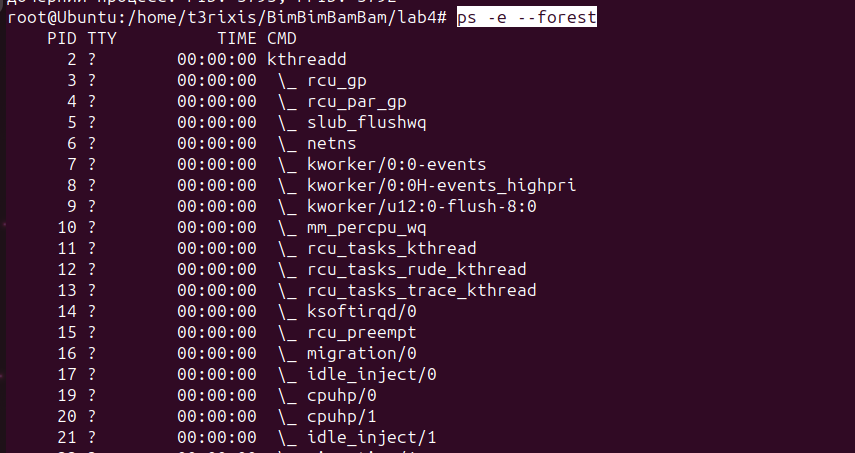 дочерний процесс: PID: 3793, PPID: 3792
root@Ubuntu:/home/t3rixis/BimBimBamBam/lab4# ps -e --forest
PID TTY TIME CMD
2 ? 00:00:00 kthreadd
3 ? 00:00:00 \_ rcu_gp
4 ? 00:00:00 \_ rcu_par_gp
5 ? 00:00:00 \_ slub_flushwq
6 ? 00:00:00 \_ netns
7 ? 00:00:00 \_ kworker/0:0-events
8 ? 00:00:00 \_ kworker/0:0H-events_highpri
9 ? 00:00:00 \_ kworker/u12:0-flush-8:0
10 ? 00:00:00 \_ mm_percpu_wq
11 ? 00:00:00 \_ rcu_tasks_kthread
12 ? 00:00:00 \_ rcu_tasks_rude_kthread
13 ? 00:00:00 \_ rcu_tasks_trace_kthread
14 ? 00:00:00 \_ ksoftirqd/0
15 ? 00:00:00 \_ rcu_preempt
16 ? 00:00:00 \_ migration/0
17 ? 00:00:00 \_ idle_inject/0
19 ? 00:00:00 \_ cpuhp/0
20 ? 00:00:00 \_ cpuhp/1
21 ? 00:00:00 \_ idle_inject/1